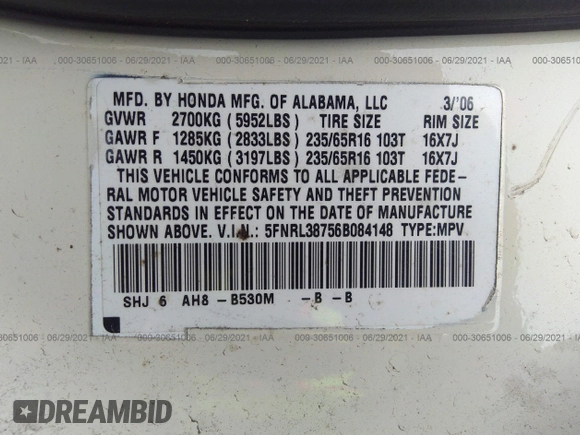 000-30651006 - 06/29/2021 - IAA
MFD. BY HONDA MFG. OF ALABAMA, LLC 3/'06
GVWR 2700KG (5952LBS) TIRE SIZE RIM SIZE
GAWR F 1285KG (2833LBS) 235/65R16 103T 16X7J
GAWR R 1450KG (3197LBS) 235/65R16 103T 16X7J
THIS VEHICLE CONFORMS TO ALL APPLICABLE FEDE-
RAL MOTOR VEHICLE SAFETY AND THEFT PREVENTION
STANDARDS IN EFFECT ON THE DATE OF MANUFACTURE
SHOWN ABOVE. V.I.N.: 5FNRL38756B084148 TYPE:MPV
SHJ 6 AH8 - B530M - B - B
000-30651006 - 06/29/2021 - IAA
DREAMBID